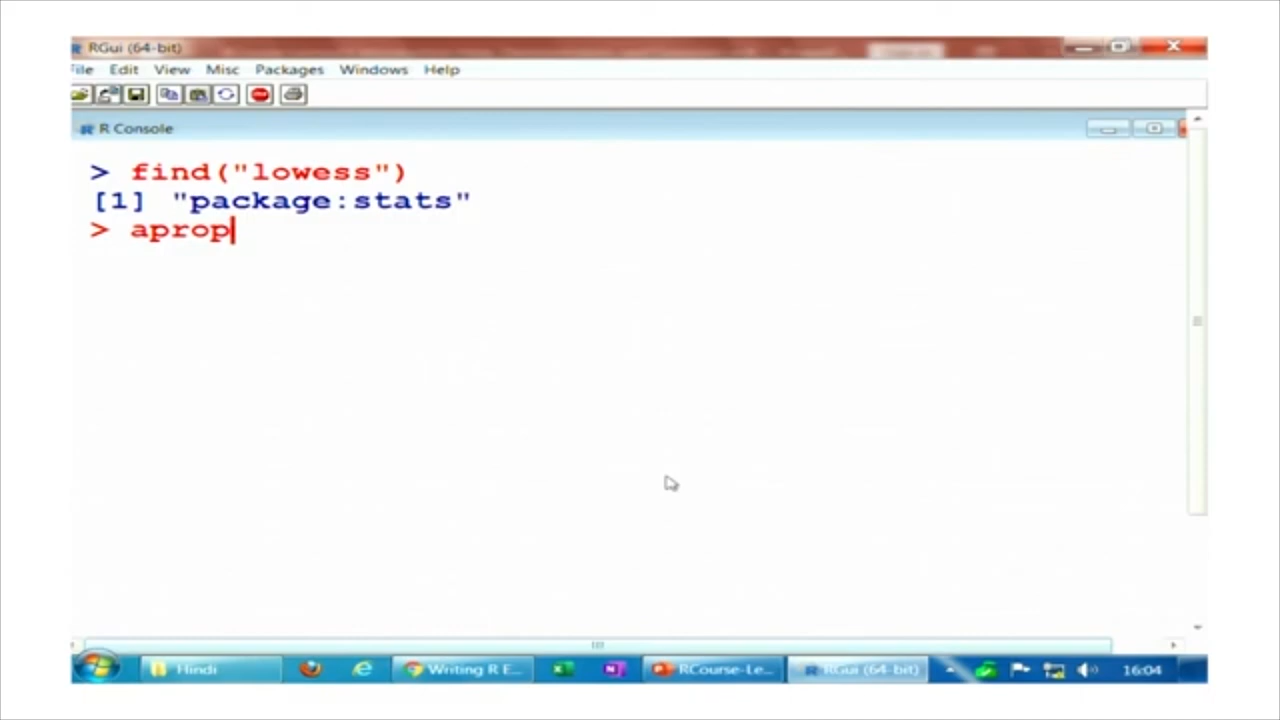 RGui (64-bit)
File Edit View Misc Packages Windows Help
STOP
R Console
> find("lowess")
[1] "package:stats"
> aprop
Hindi
Writing R E...
RCourse-Le...
RGui (64-bit)
16:04